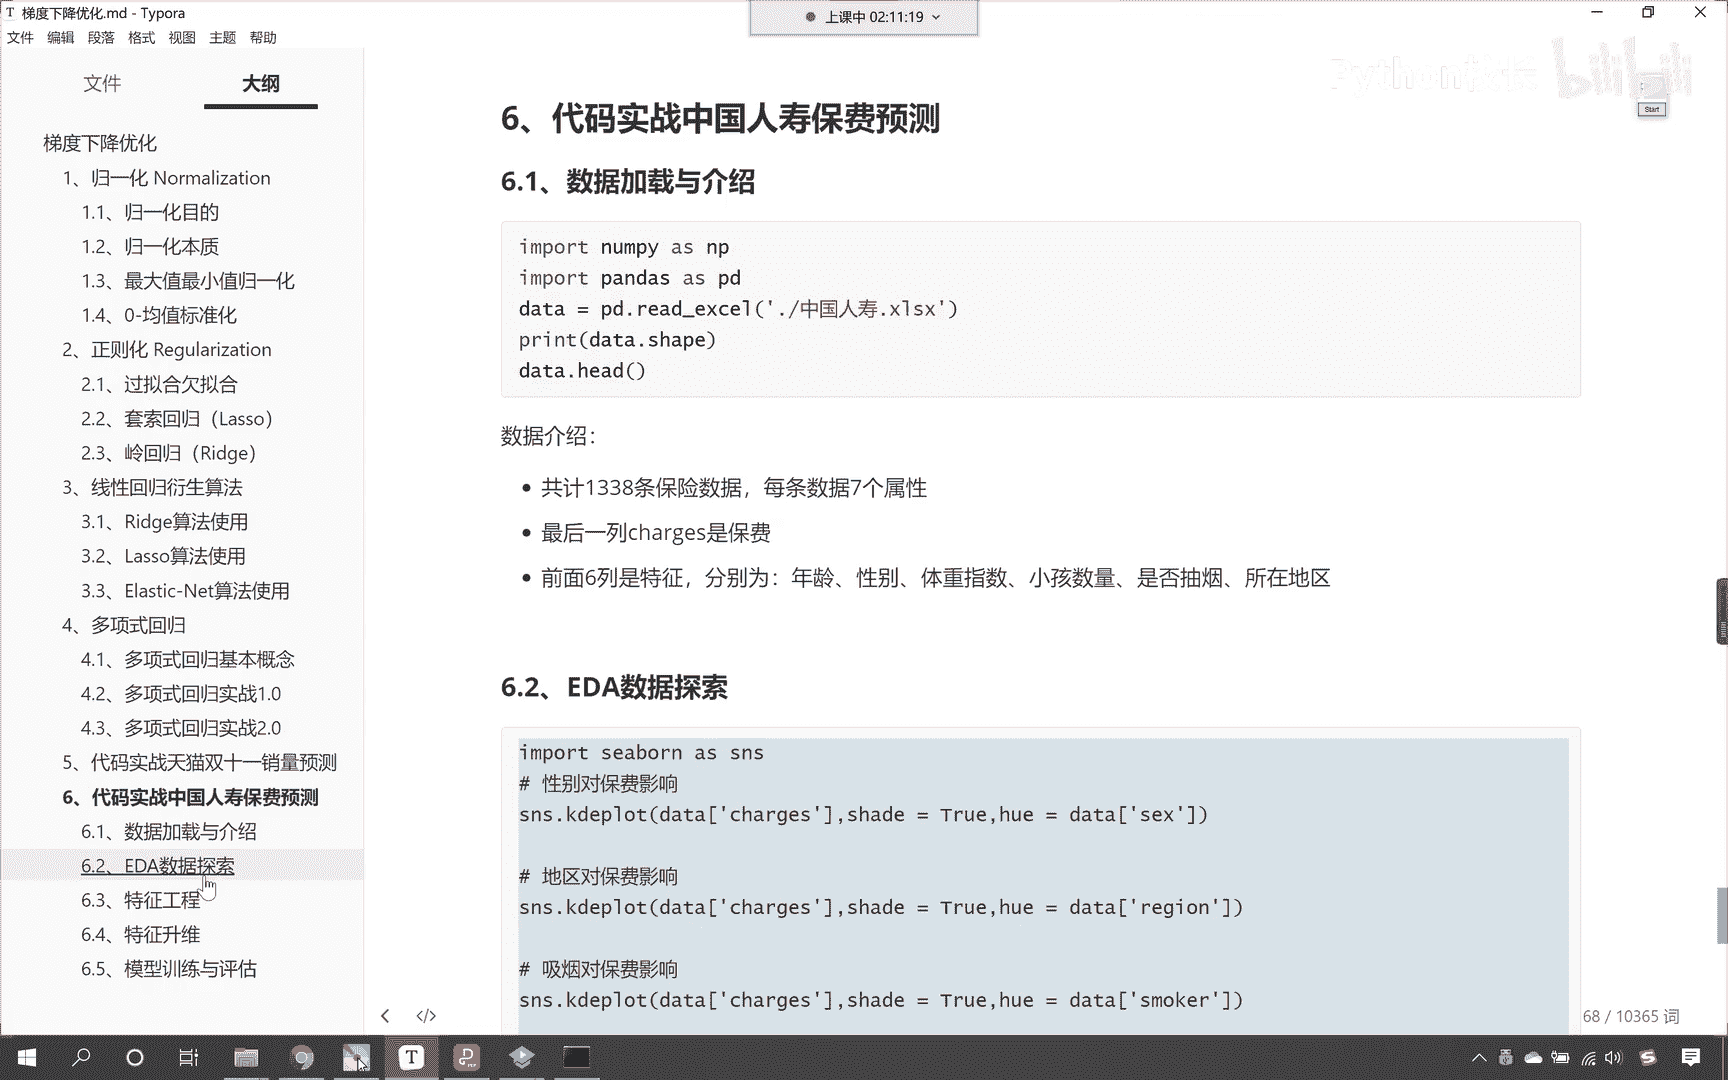 梯度下降优化.md - Typora
上课中 02:11:19
文件 编辑 段落 格式 视图 主题 帮助
文件 大纲
梯度下降优化
1、归一化 Normalization
1.1、归一化目的
1.2、归一化本质
1.3、最大值最小值归一化
1.4、0-均值标准化
2、正则化 Regularization
2.1、过拟合欠拟合
2.2、套索回归（Lasso）
2.3、岭回归（Ridge）
3、线性回归衍生算法
3.1、Ridge算法使用
3.2、Lasso算法使用
3.3、Elastic-Net算法使用
4、多项式回归
4.1、多项式回归基本概念
4.2、多项式回归实战1.0
4.3、多项式回归实战2.0
5、代码实战天猫双十一销量预测
6、代码实战中国人寿保费预测
6.1、数据加载与介绍
6.2、EDA数据探索
6.3、特征工程
6.4、特征升维
6.5、模型训练与评估
bilibili
Start
6、代码实战中国人寿保费预测
6.1、数据加载与介绍
import numpy as np
import pandas as pd
data = pd.read_excel('./中国人寿.xlsx')
print(data.shape)
data.head()
数据介绍：
共计1338条保险数据，每条数据7个属性
最后一列charges是保费
前面6列是特征，分别为：年龄、性别、体重指数、小孩数量、是否抽烟、所在地区
6.2、EDA数据探索
import seaborn as sns
# 性别对保费影响
sns.kdeplot(data['charges'],shade = True,hue = data['sex'])
# 地区对保费影响
sns.kdeplot(data['charges'],shade = True,hue = data['region'])
# 吸烟对保费影响
sns.kdeplot(data['charges'],shade = True,hue = data['smoker'])
68 / 10365 词